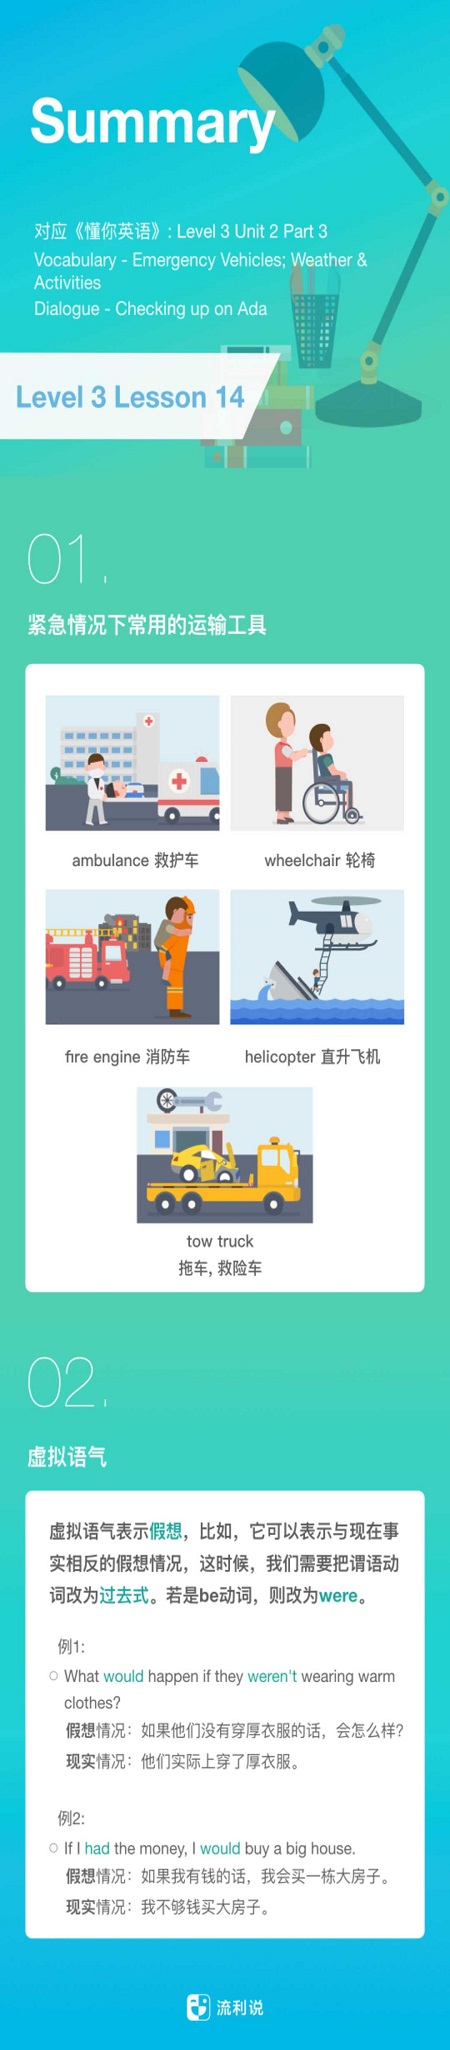 Summary
对应《懂你英语》: Level 3 Unit 2 Part 3
Vocabulary - Emergency Vehicles; Weather &
Activities
Dialogue - Checking up on Ada
Level 3 Lesson 14
01.
紧急情况下常用的运输工具
ambulance 救护车
wheelchair 轮椅
fire engine 消防车
helicopter 直升飞机
tow truck
拖车, 救险车
02.
虚拟语气
虚拟语气表示假想，比如，它可以表示与现在事
实相反的假想情况，这时候，我们需要把谓语动
词改为过去式。若是be动词，则改为were。
例1:
What would happen if they weren't wearing warm
clothes?
假想情况：如果他们没有穿厚衣服的话，会怎么样?
现实情况：他们实际上穿了厚衣服。
例2:
If I had the money, I would buy a big house.
假想情况：如果我有钱的话，我会买一栋大房子。
现实情况：我不够钱买大房子。
流利说